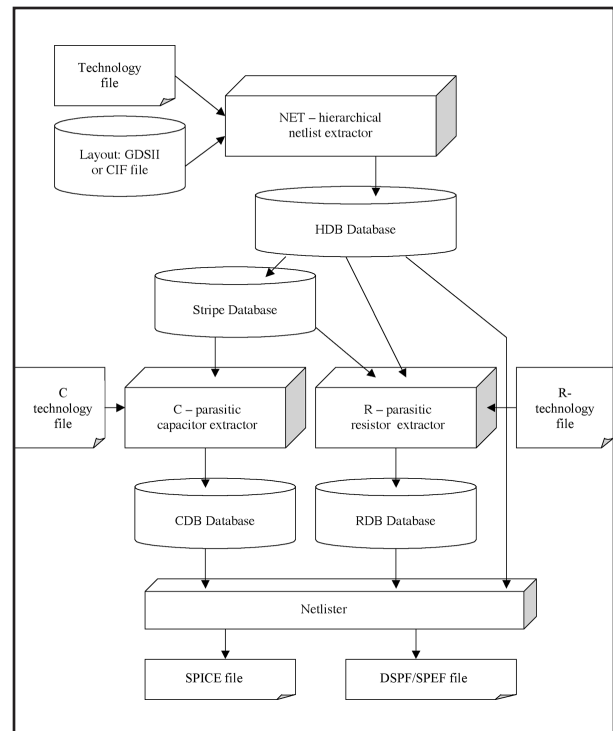 Technology
file
NET – hierarchical
netlist extractor
Layout: GDSII
or CIF file
HDB Database
Stripe Database
C
technology
file
C – parasitic
capacitor extractor
R – parasitic
resistor extractor
R-
technology
file
CDB Database
RDB Database
Netlister
SPICE file
DSPF/SPEF file